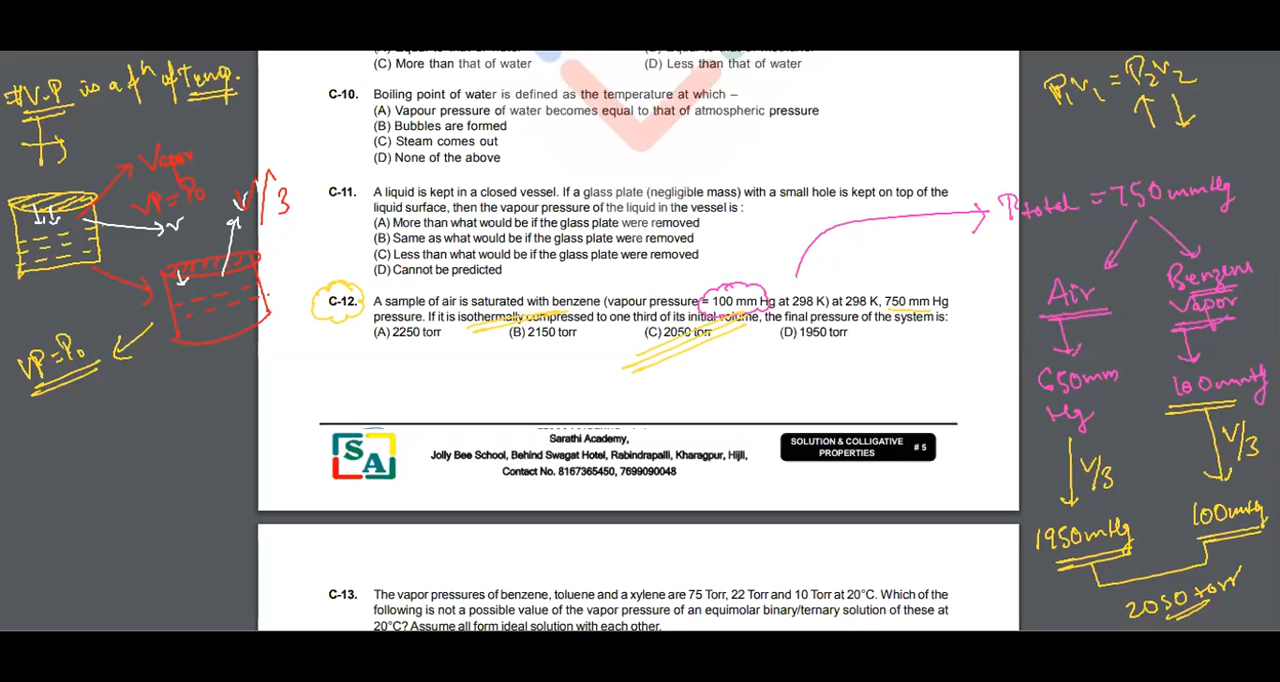 (C) More than that of water
(D) Less than that of water
C-10. Boiling point of water is defined as the temperature at which –
(A) Vapour pressure of water becomes equal to that of atmospheric pressure
(B) Bubbles are formed
(C) Steam comes out
(D) None of the above
C-11. A liquid is kept in a closed vessel. If a glass plate (negligible mass) with a small hole is kept on top of the
liquid surface, then the vapour pressure of the liquid in the vessel is :
(A) More than what would be if the glass plate were removed
(B) Same as what would be if the glass plate were removed
(C) Less than what would be if the glass plate were removed
(D) Cannot be predicted
C-12. A sample of air is saturated with benzene (vapour pressure = 100 mm Hg at 298 K) at 298 K, 750 mm Hg
pressure. If it is isothermally compressed to one third of its initial volume, the final pressure of the system is:
(A) 2250 torr (B) 2150 torr (C) 2050 torr (D) 1950 torr
Sarathi Academy,
Jolly Bee School, Behind Swagat Hotel, Rabindrapalli, Kharagpur, Hijli,
Contact No. 8167365450, 7699090048
SA
SOLUTION & COLLIGATIVE
PROPERTIES
# 5
C-13. The vapor pressures of benzene, toluene and a xylene are 75 Torr, 22 Torr and 10 Torr at 20°C. Which of the
following is not a possible value of the vapor pressure of an equimolar binary/ternary solution of these at
20°C? Assume all form ideal solution with each other.
#V.P is a fⁿ of Temp.
Vapor
VP=P0
V/3
V
VP=P0
P1V1 = P2V2
Ptotal = 750mmHg
Air
Benzene
Vapor
650mm
Hg
100mmHg
V/3
V/3
1950mmHg
100mmHg
2050 torr